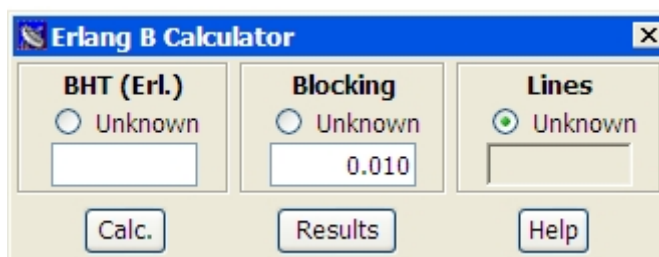 Erlang B Calculator
BHT (Erl.) Blocking Lines
Unknown Unknown Unknown
0.010
Calc. Results Help